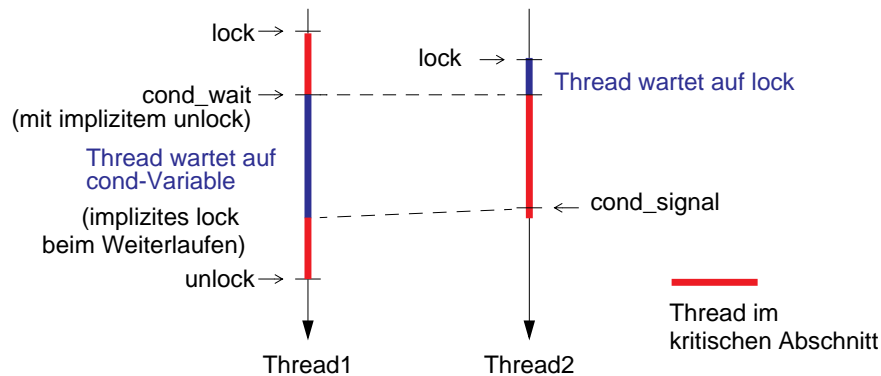 lock
lock
Thread wartet auf lock
cond_wait
(mit implizitem unlock)
Thread wartet auf
cond-Variable
cond_signal
(implizites lock
beim Weiterlaufen)
unlock
Thread im
kritischen Abschnitt
Thread1
Thread2